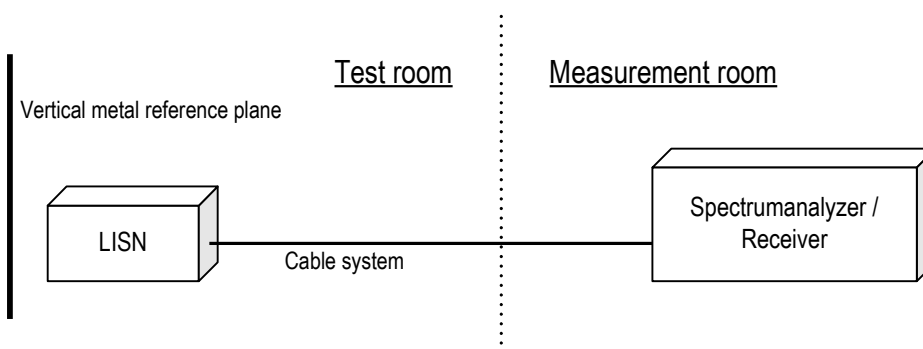 Test room
Measurement room
Vertical metal reference plane
LISN
Cable system
Spectrumanalyzer /
Receiver